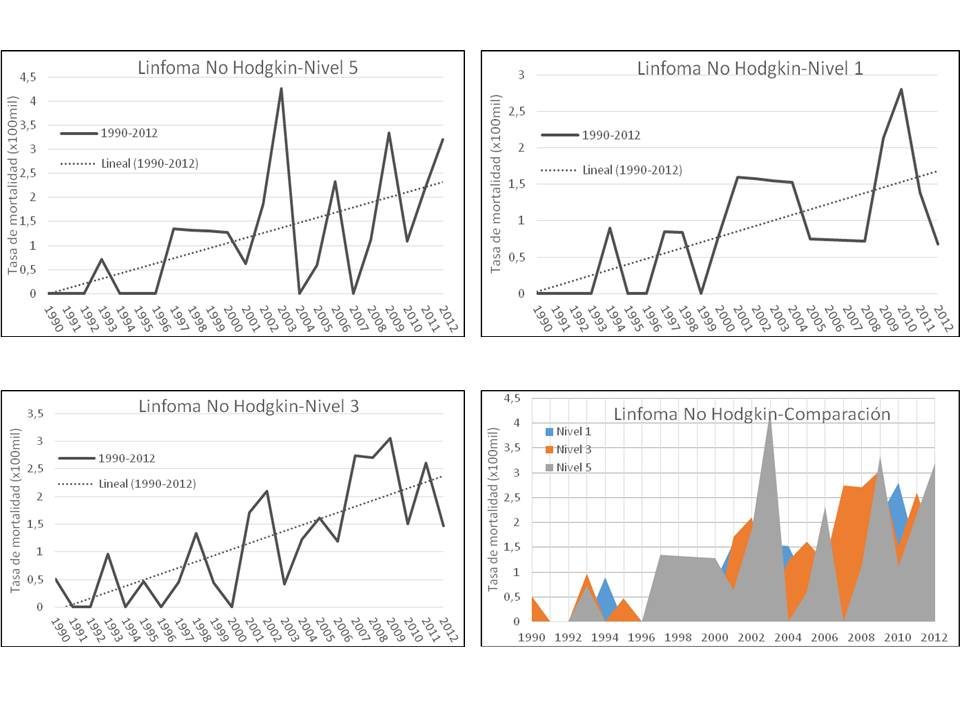 Linfoma No Hodgkin-Nivel 5
Tasa de mortalidad (x100mil)
4,5
4
3,5
3
2,5
2
1,5
1
0,5
0
1990-2012
Lineal (1990-2012)
1990 1991 1992 1993 1994 1995 1996 1997 1998 1999 2000 2001 2002 2003 2004 2005 2006 2007 2008 2009 2010 2011 2012
Linfoma No Hodgkin-Nivel 1
Tasa de mortalidad (x100mil)
3
2,5
2
1,5
1
0,5
0
1990-2012
Lineal (1990-2012)
1990 1991 1992 1993 1994 1995 1996 1997 1998 1999 2000 2001 2002 2003 2004 2005 2006 2007 2008 2009 2010 2011 2012
Linfoma No Hodgkin-Nivel 3
Tasa de mortalidad (x100mil)
3,5
3
2,5
2
1,5
1
0,5
0
1990-2012
Lineal (1990-2012)
1990 1991 1992 1993 1994 1995 1996 1997 1998 1999 2000 2001 2002 2003 2004 2005 2006 2007 2008 2009 2010 2011 2012
Linfoma No Hodgkin-Comparación
Tasa de mortalidad (x100mil)
4,5
4
3,5
3
2,5
2
1,5
1
0,5
0
Nivel 1
Nivel 3
Nivel 5
1990 1992 1994 1996 1998 2000 2002 2004 2006 2008 2010 2012